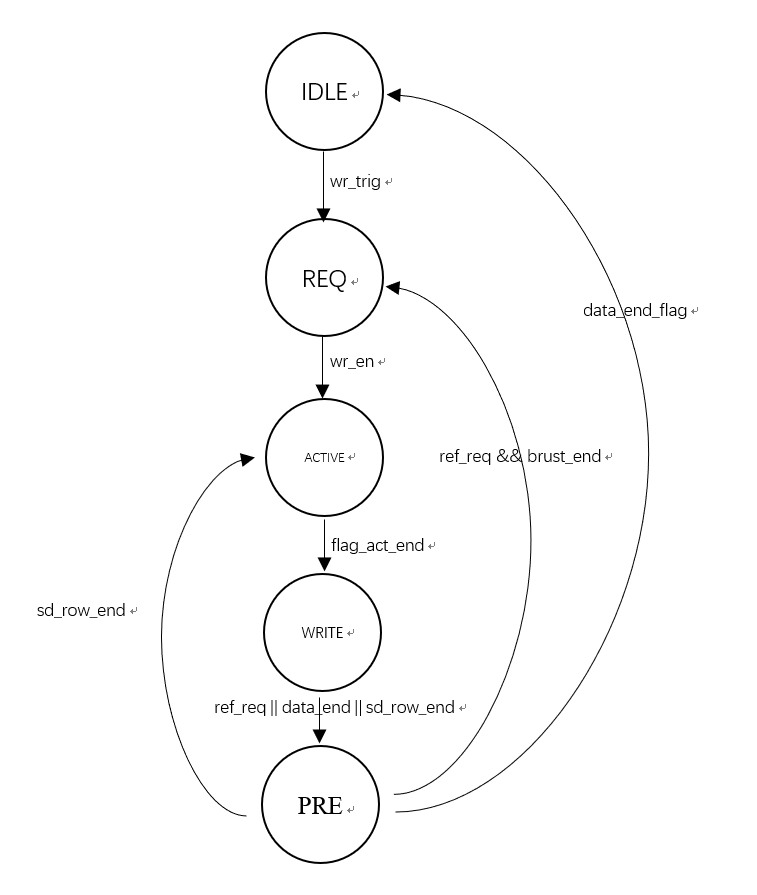 IDLE
wr_trig
REQ
data_end_flag
wr_en
ref_req && brust_end
ACTIVE
flag_act_end
sd_row_end
WRITE
ref_req || data_end || sd_row_end
PRE